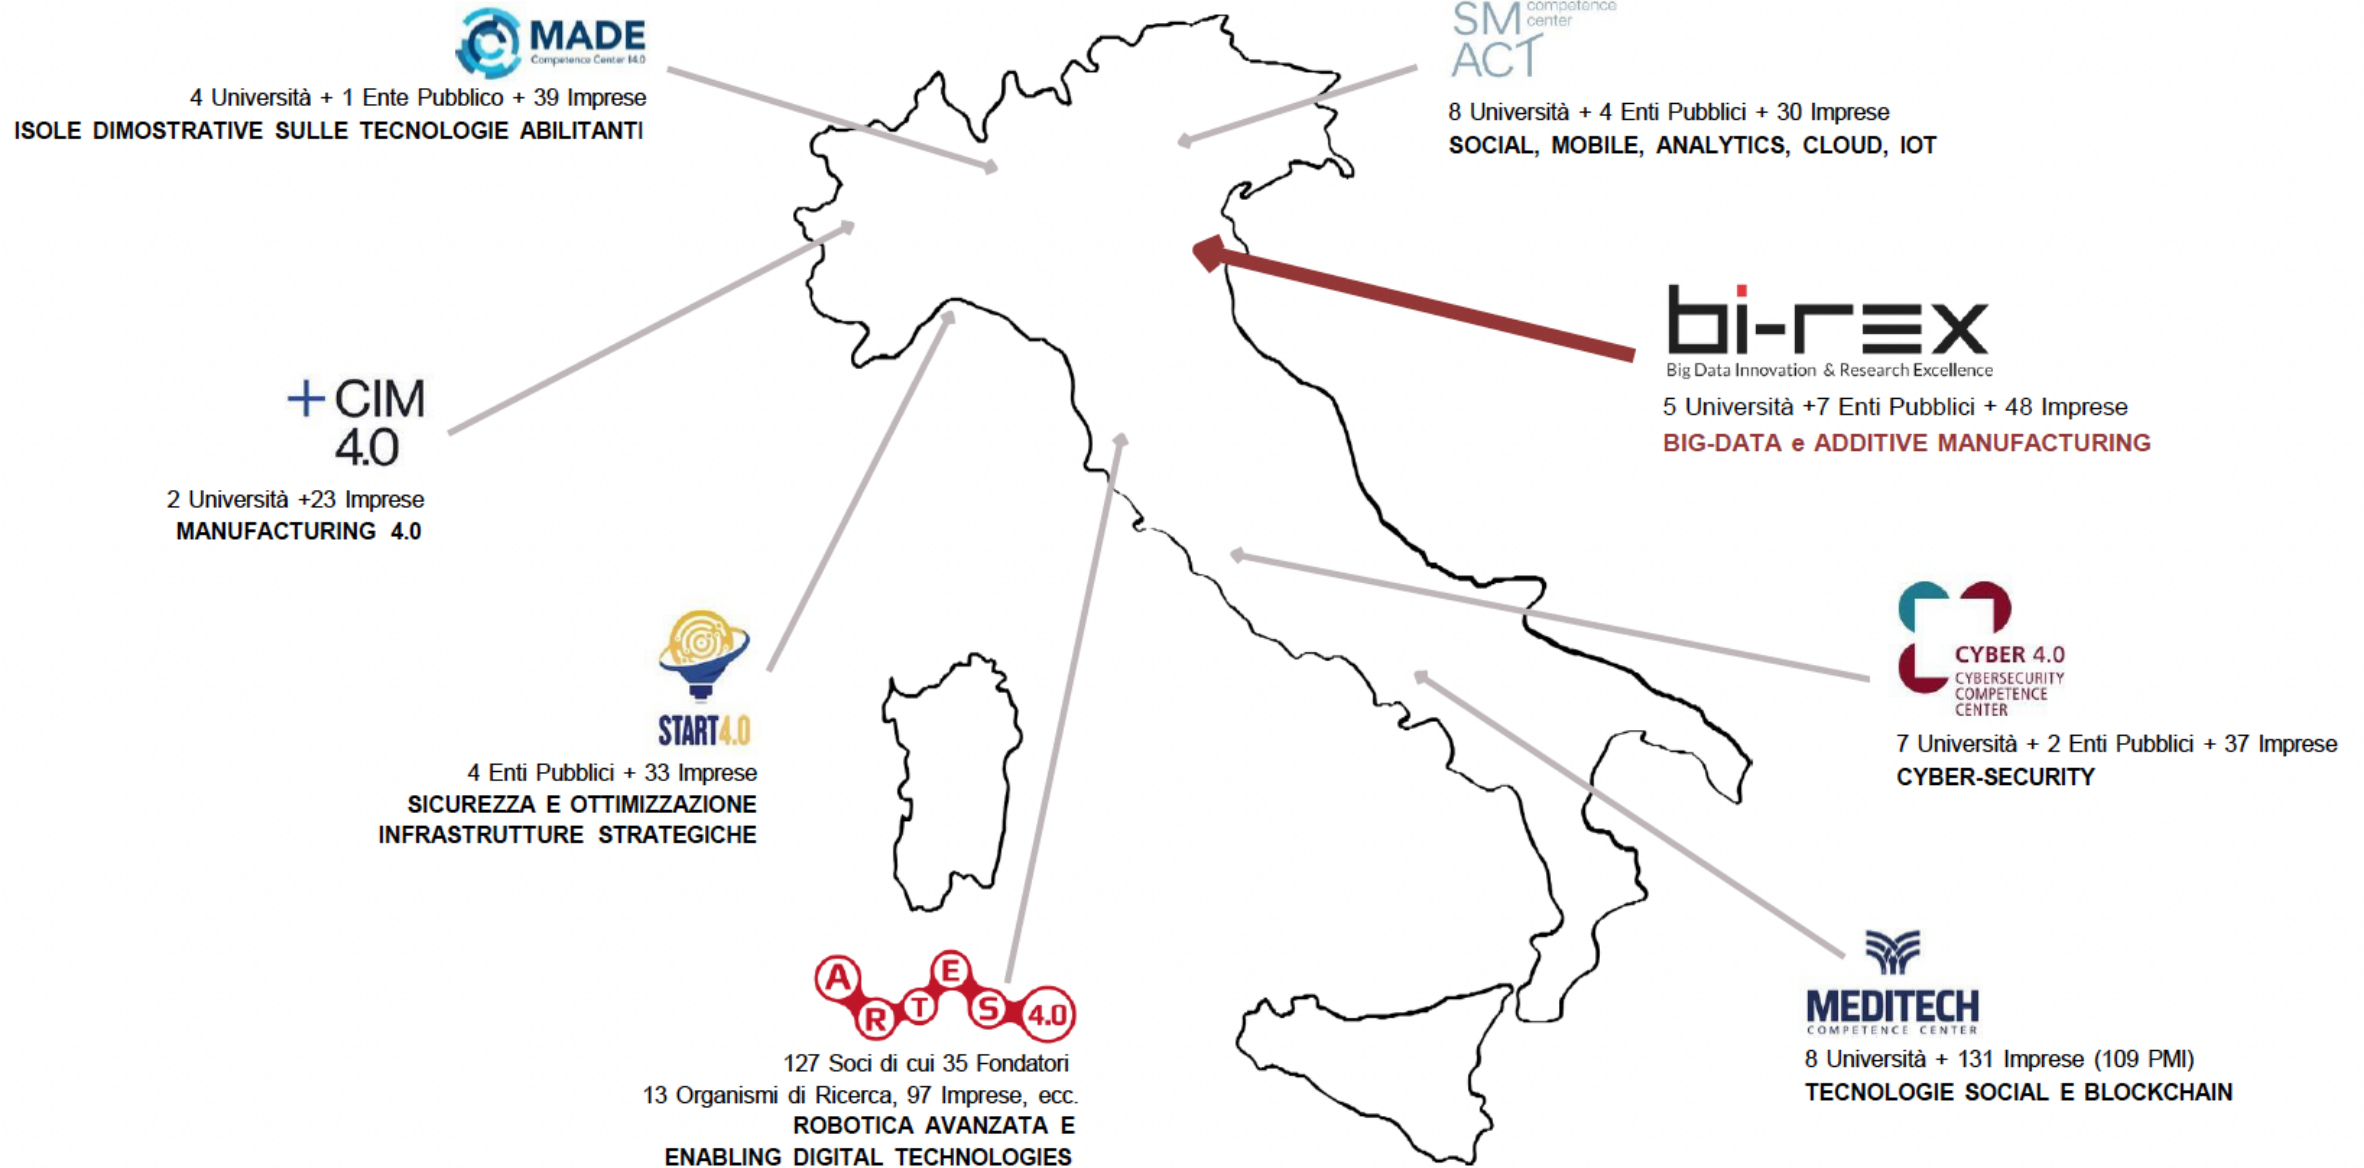 MADE
Competence Center I4.0
4 Università + 1 Ente Pubblico + 39 Imprese
ISOLE DIMOSTRATIVE SULLE TECNOLOGIE ABILITANTI
SM competence
center
ACT
8 Università + 4 Enti Pubblici + 30 Imprese
SOCIAL, MOBILE, ANALYTICS, CLOUD, IOT
bi-rex
Big Data Innovation & Research Excellence
5 Università +7 Enti Pubblici + 48 Imprese
BIG-DATA e ADDITIVE MANUFACTURING
+ CIM
4.0
2 Università +23 Imprese
MANUFACTURING 4.0
START4.0
4 Enti Pubblici + 33 Imprese
SICUREZZA E OTTIMIZZAZIONE
INFRASTRUTTURE STRATEGICHE
CYBER 4.0
CYBERSECURITY
COMPETENCE
CENTER
7 Università + 2 Enti Pubblici + 37 Imprese
CYBER-SECURITY
ARTES 4.0
127 Soci di cui 35 Fondatori
13 Organismi di Ricerca, 97 Imprese, ecc.
ROBOTICA AVANZATA E
ENABLING DIGITAL TECHNOLOGIES
MEDITECH
COMPETENCE CENTER
8 Università + 131 Imprese (109 PMI)
TECNOLOGIE SOCIAL E BLOCKCHAIN